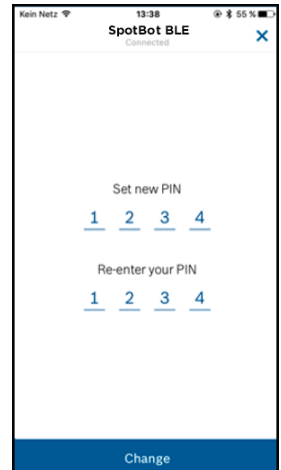 Kein Netz 13:38 55 %
SpotBot BLE
Connected
×
Set new PIN
1 2 3 4
Re-enter your PIN
1 2 3 4
Change